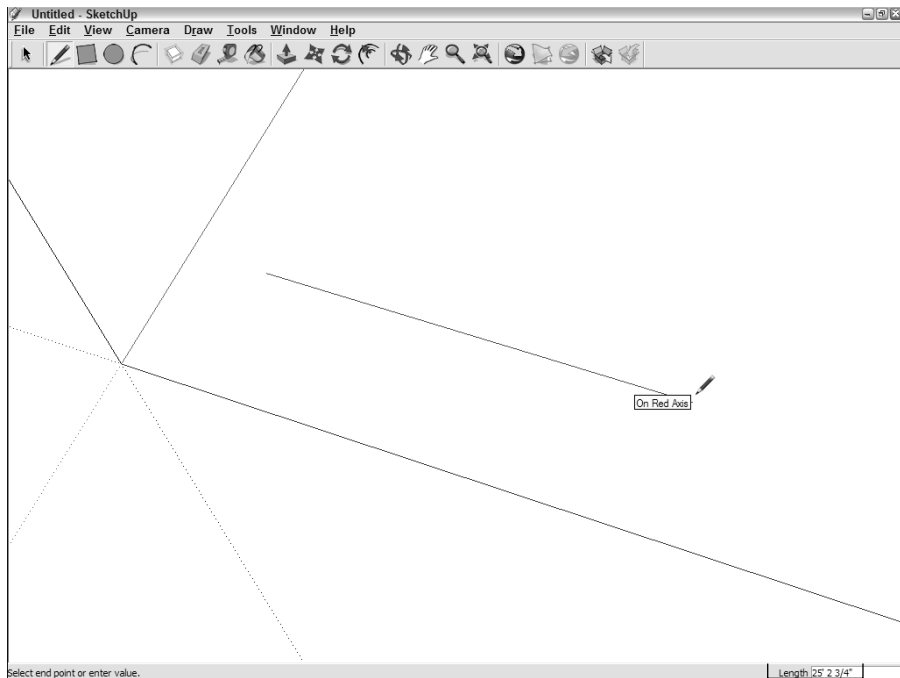 Untitled - SketchUp
File Edit View Camera Draw Tools Window Help
On Red Axis
Select end point or enter value.
Length 25' 2 3/4"